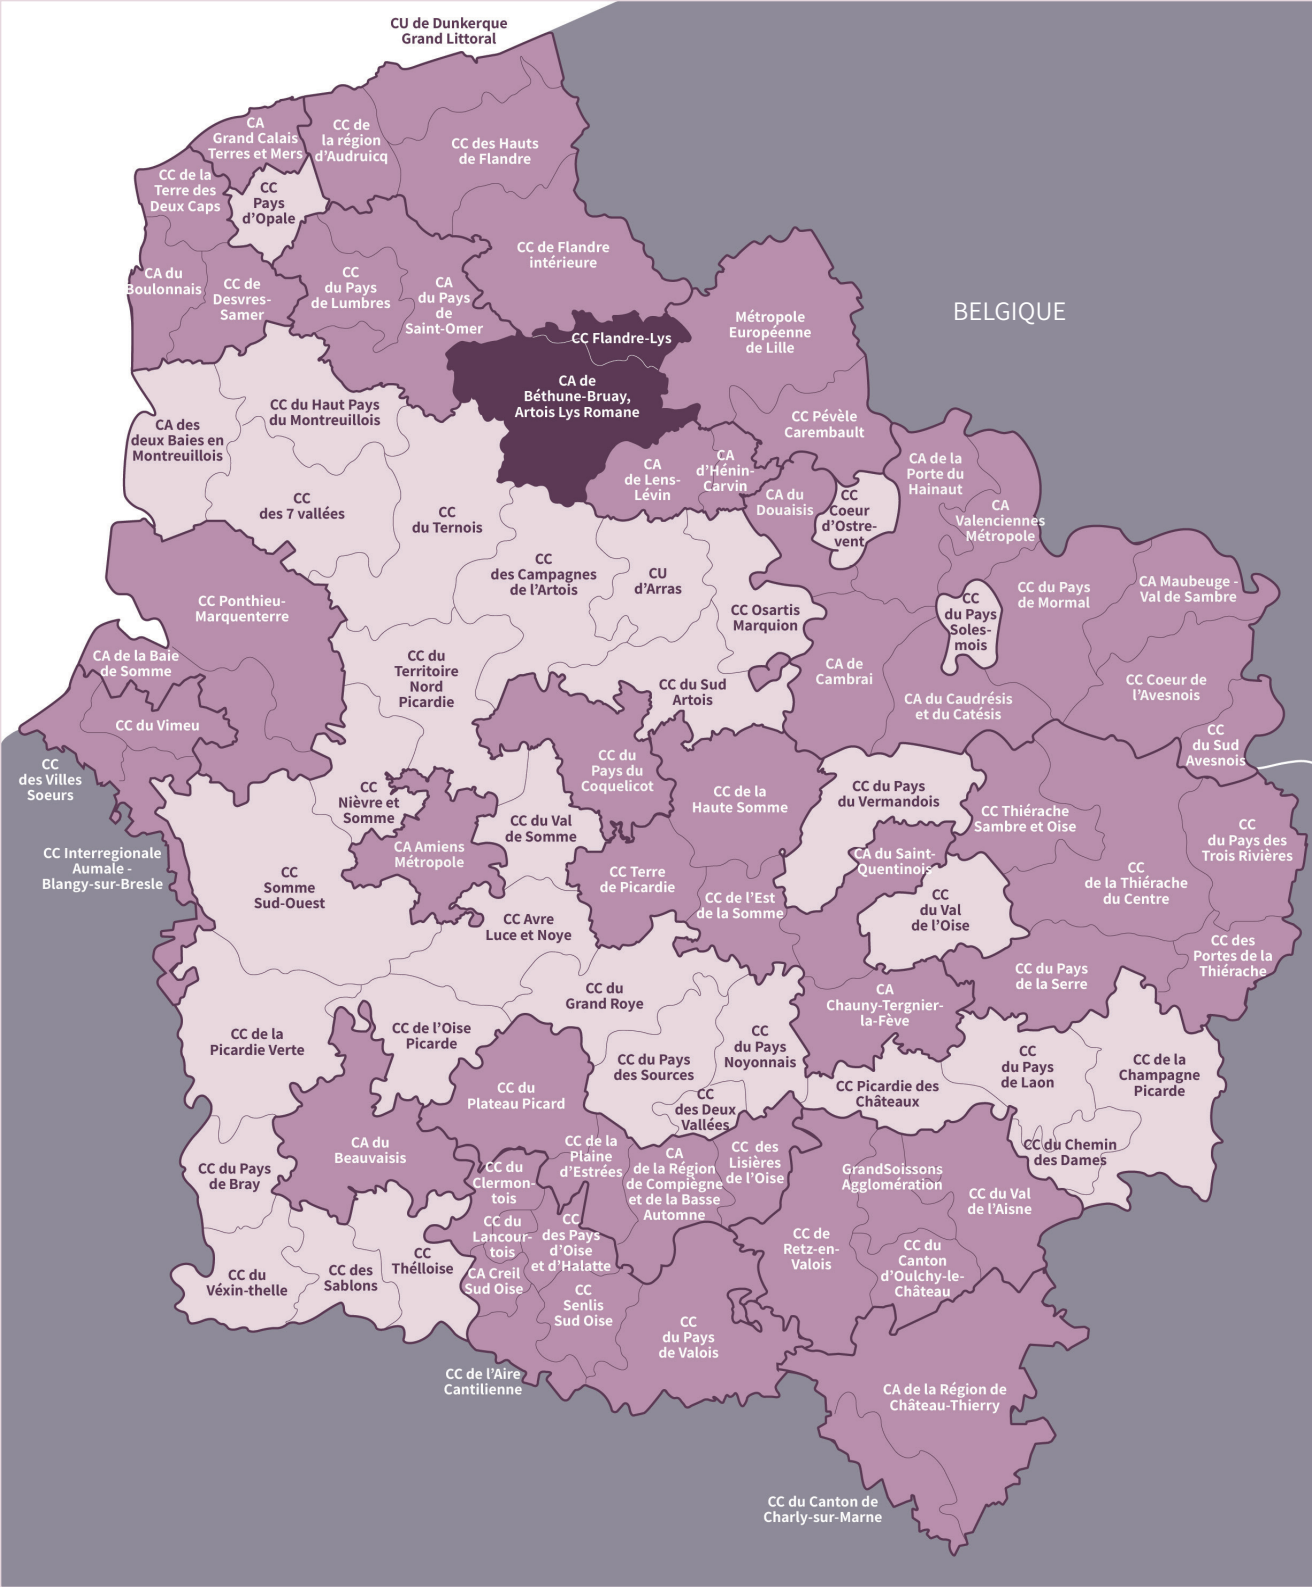 CU de Dunkerque
Grand Littoral
CA
Grand Calais
Terres et Mers
CC de
la région
d'Audruicq
CC des Hauts
de Flandre
CC de la
Terre des
Deux Caps
CC
Pays
d'Opale
CC de Flandre
intérieure
CA du
Boulonnais
CC de
Desvres-
Samer
CC
du Pays
de Lumbres
CA
du Pays
de
Saint-Omer
BELGIQUE
Métropole
Européenne
de Lille
CC Flandre-Lys
CA de
Béthune-Bruay,
Artois Lys Romane
CC du Haut Pays
du Montreuillois
CA des
deux Baies en
Montreuillois
CC Pévèle
Carembault
CA
de Lens-
Lévin
CA
d'Hénin-
Carvin
CA du
Douaisis
CC
Coeur
d'Ostre-
vent
CA de la
Porte du
Hainaut
CA
Valenciennes
Métropole
CC
des 7 vallées
CC
du Ternois
CC
des Campagnes
de l'Artois
CU
d'Arras
CC Osartis
Marquion
CC
du Pays
Soles-
mois
CC du Pays
de Mormal
CA Maubeuge -
Val de Sambre
CC Ponthieu-
Marquenterre
CA de la Baie
de Somme
CC du Vimeu
CC du
Territoire
Nord
Picardie
CC du Sud
Artois
CA de
Cambrai
CA du Caudrésis
et du Catésis
CC Coeur de
l'Avesnois
CC
du Sud
Avesnois
CC
des Villes
Soeurs
CC
Nièvre et
Somme
CC du Val
de Somme
CC du
Pays du
Coquelicot
CC de la
Haute Somme
CC du Pays
du Vermandois
CC Thiérache
Sambre et Oise
CC
du Pays des
Trois Rivières
CC Interregionale
Aumale -
Blangy-sur-Bresle
CC
Somme
Sud-Ouest
CA Amiens
Métropole
CC Terre
de Picardie
CC de l'Est
de la Somme
CA du Saint-
Quentinois
CC
du Val
de l'Oise
CC
de la Thiérache
du Centre
CC Avre
Luce et Noye
CC des
Portes de la
Thiérache
CC du Pays
de la Serre
CC du
Grand Roye
CA
Chauny-Tergnier-
la-Fève
CC de la
Picardie Verte
CC de l'Oise
Picarde
CC du Pays
des Sources
CC
du Pays
Noyonnais
CC
du Pays
de Laon
CC de la
Champagne
Picarde
CC du
Plateau Picard
CC
des Deux
Vallées
CC Picardie des
Châteaux
CC du Chemin
des Dames
CA du
Beauvaisis
CC du Pays
de Bray
CC du
Clermon-
tois
CC de la
Plaine
d'Estrées
CA
de la Région
de Compiègne
et de la Basse
Automne
CC des
Lisières
de l'Oise
GrandSoissons
Agglomération
CC du Val
de l'Aisne
CC du
Lancour-
tois
CC
des Pays
d'Oise
et d'Halatte
CC de
Retz-en-
Valois
CC du
Canton
d'Oulchy-le-
Château
CC du
Véxin-thelle
CC des
Sablons
CC
Thélloise
CA Creil
Sud Oise
CC
Senlis
Sud Oise
CC
du Pays
de Valois
CC de l'Aire
Cantilienne
CA de la Région de
Château-Thierry
CC du Canton de
Charly-sur-Marne